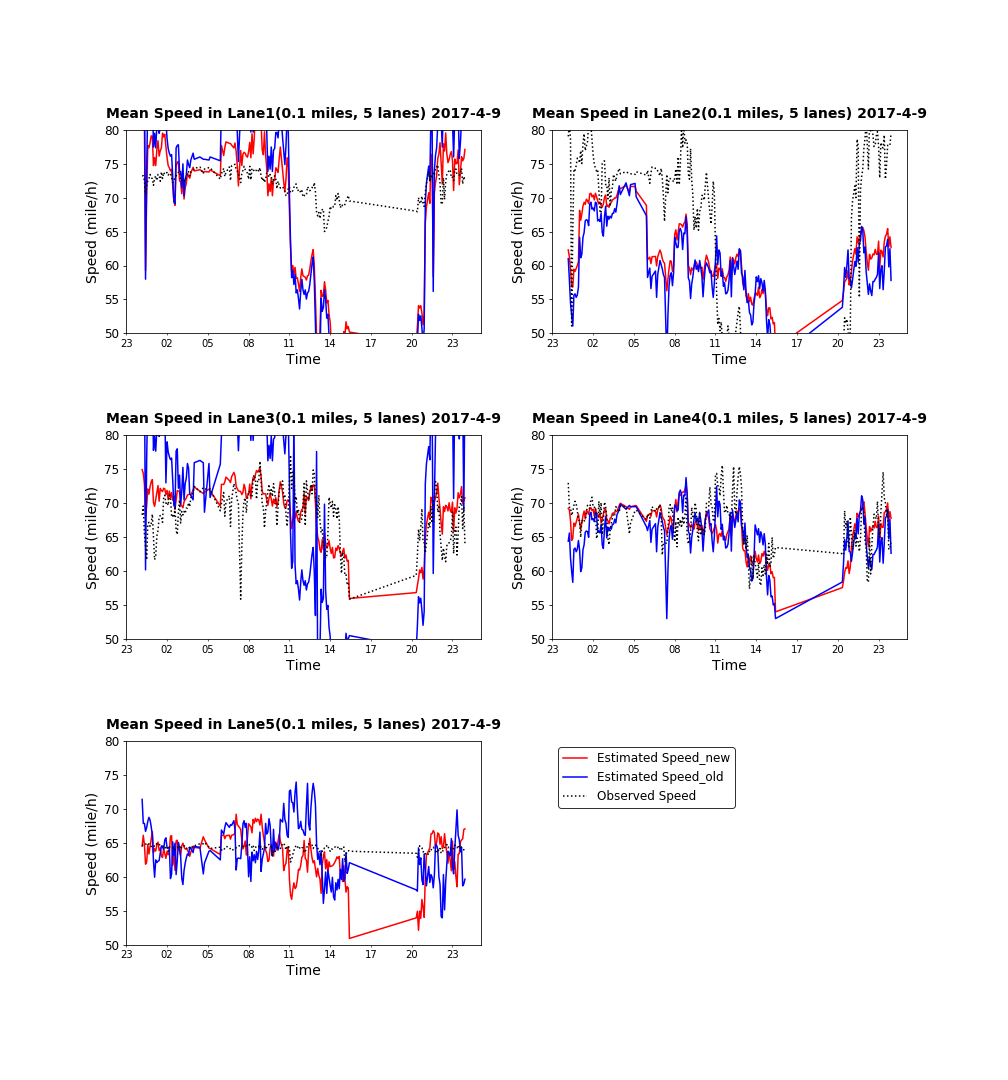 Mean Speed in Lane1(0.1 miles, 5 lanes) 2017-4-9
80
75
70
65
60
55
50
Speed (mile/h)
23 02 05 08 11 14 17 20 23
Time
Mean Speed in Lane2(0.1 miles, 5 lanes) 2017-4-9
80
75
70
65
60
55
50
Speed (mile/h)
23 02 05 08 11 14 17 20 23
Time
Mean Speed in Lane3(0.1 miles, 5 lanes) 2017-4-9
80
75
70
65
60
55
50
Speed (mile/h)
23 02 05 08 11 14 17 20 23
Time
Mean Speed in Lane4(0.1 miles, 5 lanes) 2017-4-9
80
75
70
65
60
55
50
Speed (mile/h)
23 02 05 08 11 14 17 20 23
Time
Mean Speed in Lane5(0.1 miles, 5 lanes) 2017-4-9
80
75
70
65
60
55
50
Speed (mile/h)
23 02 05 08 11 14 17 20 23
Time
Estimated Speed_new
Estimated Speed_old
Observed Speed